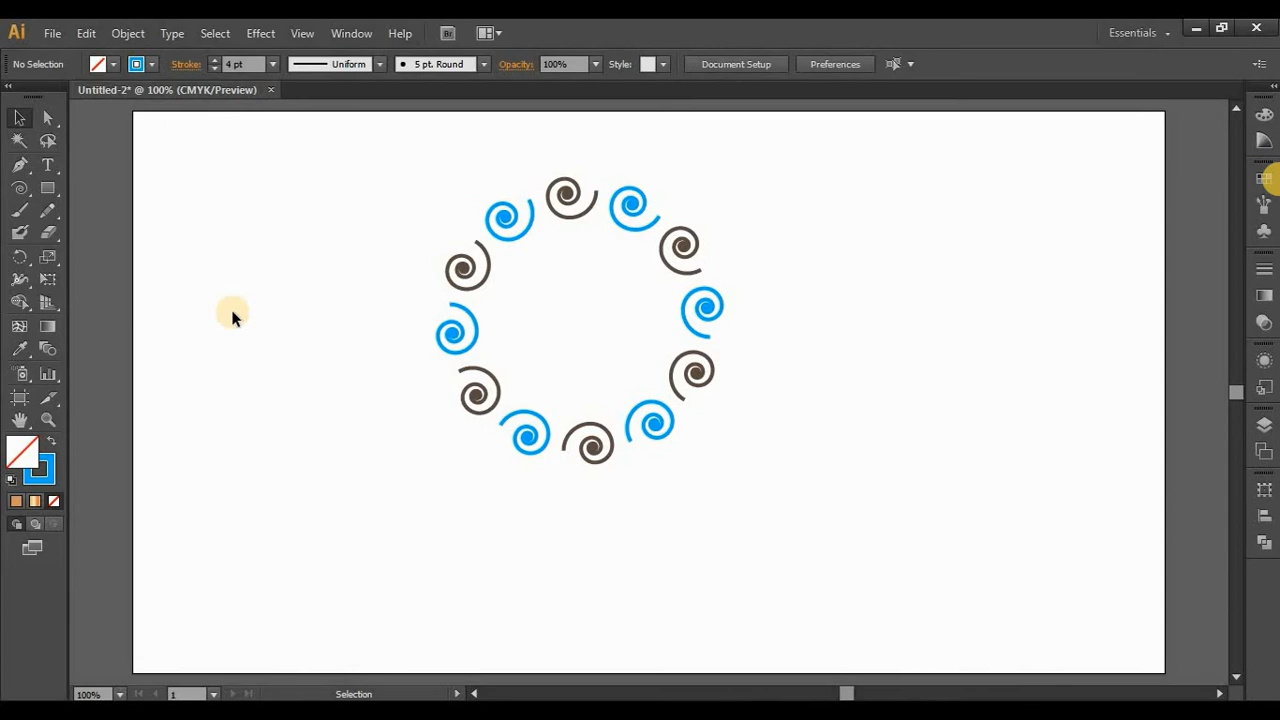 Ai File Edit Object Type Select Effect View Window Help Br Essentials
No Selection Stroke: 4 pt Uniform 5 pt. Round Opacity: 100% Style: Document Setup Preferences
Untitled-2* @ 100% (CMYK/Preview)
T
100% 1 Selection